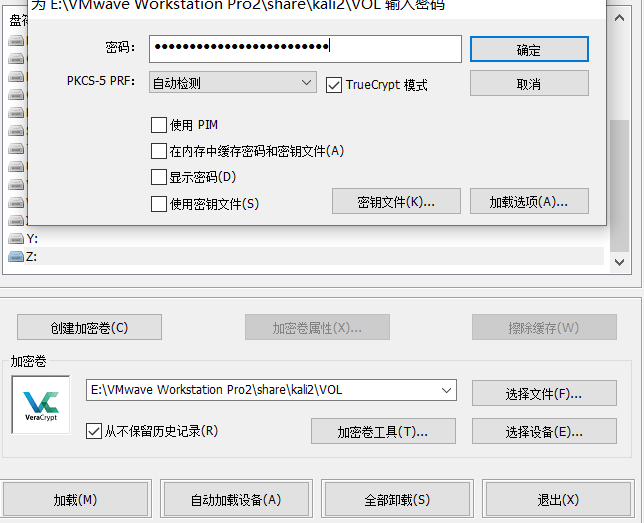 为 E:\VMwave Workstation Pro2\share\kali2\VOL 输入密码
密码：
确定
PKCS-5 PRF:
自动检测
TrueCrypt 模式
取消
使用 PIM
在内存中缓存密码和密钥文件(A)
显示密码(D)
使用密钥文件(S)
密钥文件(K)...
加载选项(A)...
Y:
Z:
创建加密卷(C)
加密卷属性(X)...
擦除缓存(W)
加密卷
VeraCrypt
E:\VMwave Workstation Pro2\share\kali2\VOL
选择文件(F)...
从不保留历史记录(R)
加密卷工具(T)...
选择设备(E)...
加载(M)
自动加载设备(A)
全部卸载(S)
退出(X)